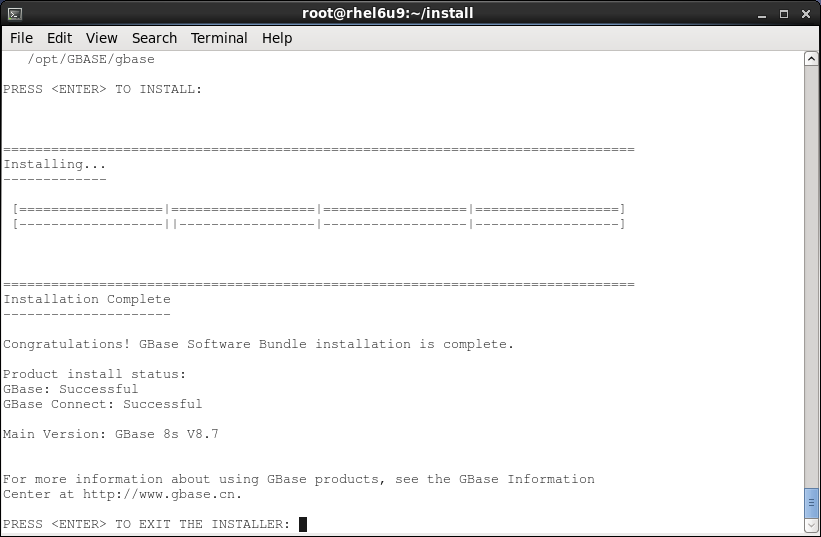 root@rhel6u9:~/install
File Edit View Search Terminal Help
/opt/GBASE/gbase
PRESS <ENTER> TO INSTALL:
===============================================================================
Installing...
-------------
[==================|==================|==================|==================]
[------------------||-----------------|------------------|------------------]
===============================================================================
Installation Complete
---------------------
Congratulations! GBase Software Bundle installation is complete.
Product install status:
GBase: Successful
GBase Connect: Successful
Main Version: GBase 8s V8.7
For more information about using GBase products, see the GBase Information
Center at http://www.gbase.cn.
PRESS <ENTER> TO EXIT THE INSTALLER: